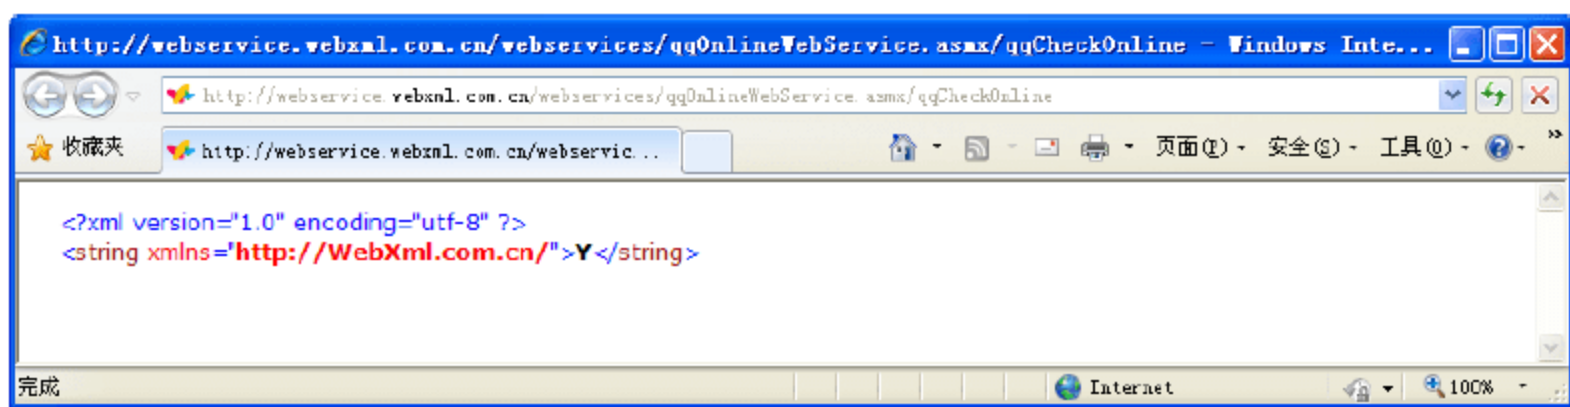 http://webservice.webxml.com.cn/webservices/qqOnlineWebService.asmx/qqCheckOnline - Windows Inte...
http://webservice.webxml.com.cn/webservices/qqOnlineWebService.asmx/qqCheckOnline
收藏夹 http://webservice.webxml.com.cn/webservic... 页面(P) 安全(S) 工具(O) »
<?xml version="1.0" encoding="utf-8" ?>
<string xmlns="http://WebXml.com.cn/">Y</string>
完成 Internet 100%